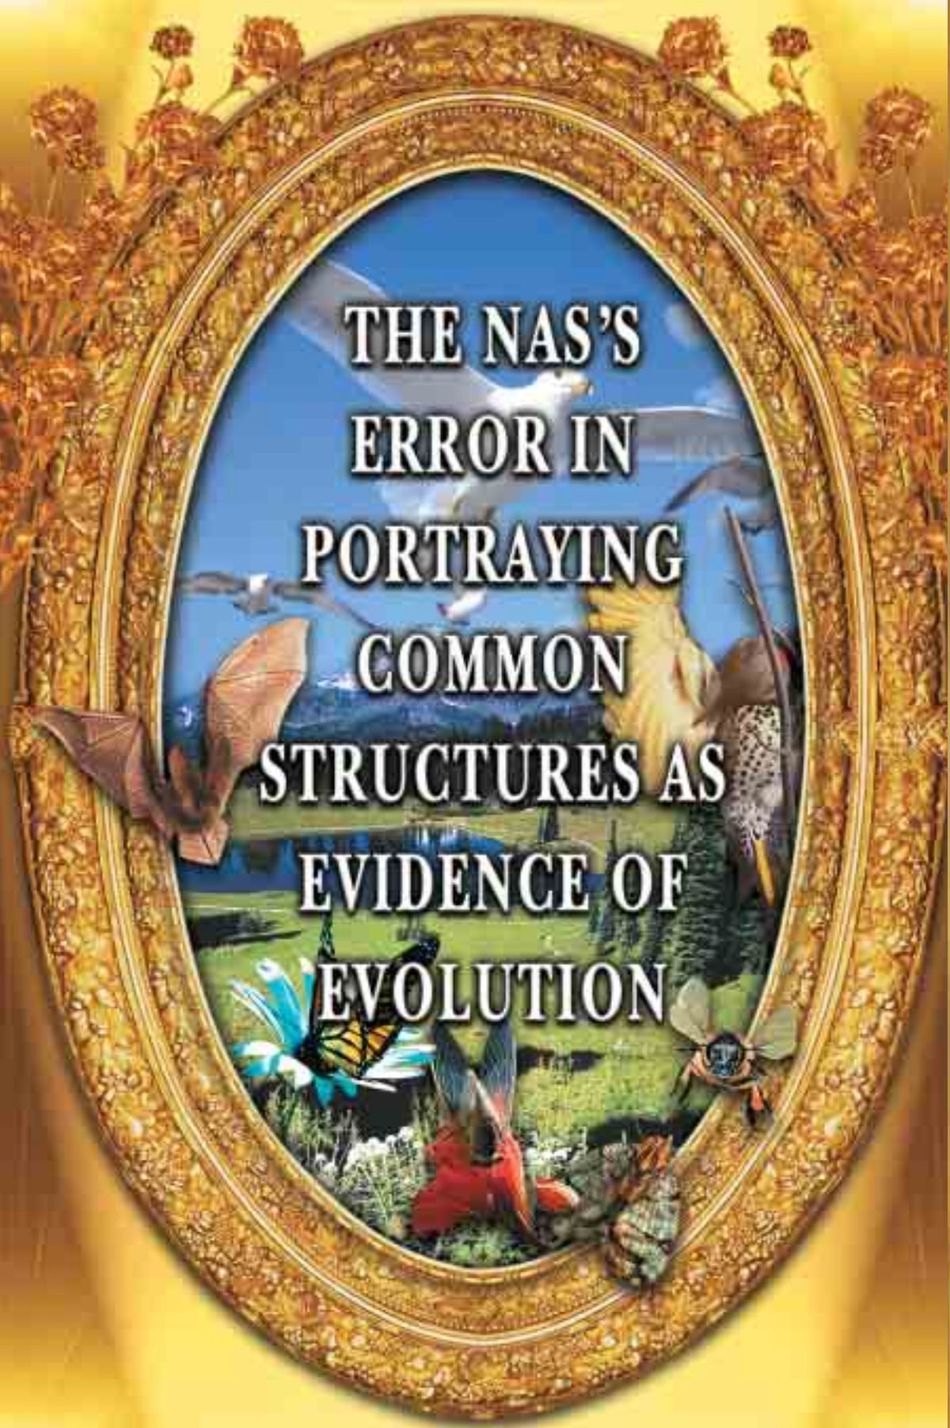 THE NAS'S
ERROR IN
PORTRAYING
COMMON
STRUCTURES AS
EVIDENCE OF
EVOLUTION